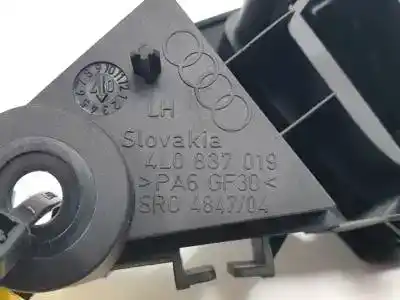 LH
Slovakia
4L0 837 019
>PA6 GF30<
SRC 4847/04